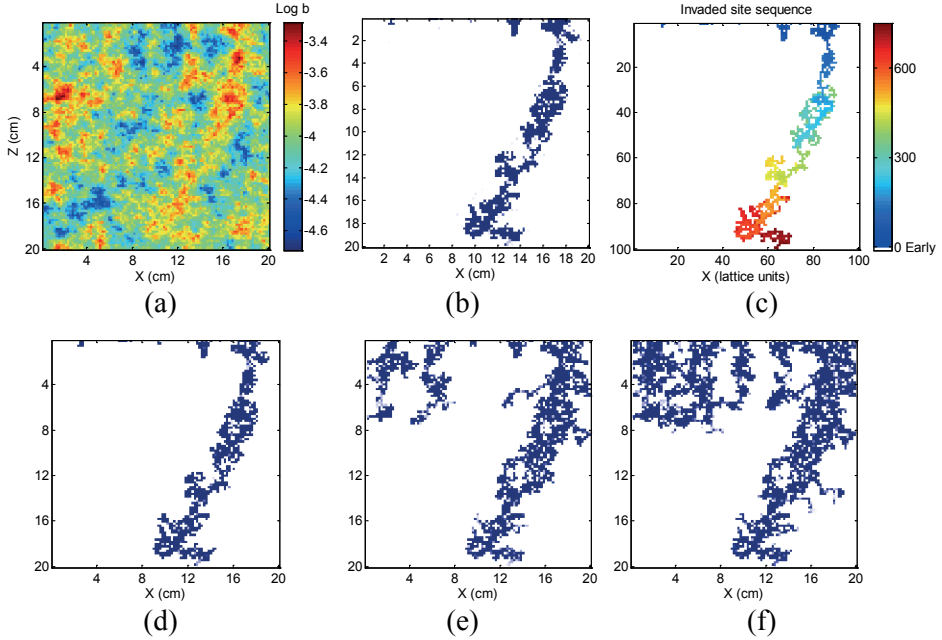 Log b
-3.4
-3.6
-3.8
-4
-4.2
-4.4
-4.6
Z (cm)
4
8
12
16
20
4 8 12 16 20
X (cm)
(a)
2
4
6
8
10
12
14
16
18
20
2 4 6 8 10 12 14 16 18 20
X (cm)
(b)
Invaded site sequence
20
40
60
80
100
20 40 60 80 100
X (lattice units)
600
300
0 Early
(c)
4
8
12
16
20
4 8 12 16 20
X (cm)
(d)
4
8
12
16
20
4 8 12 16 20
X (cm)
(e)
4
8
12
16
20
4 8 12 16 20
X (cm)
(f)